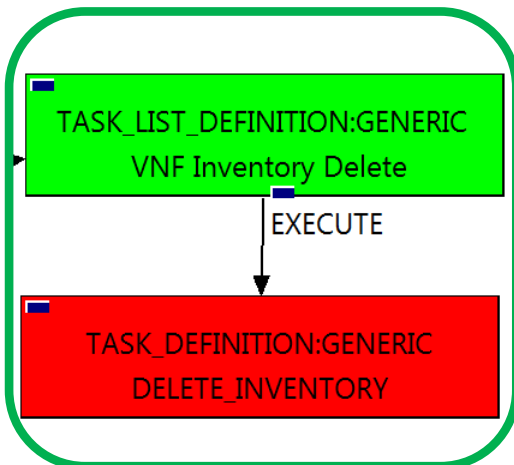 TASK_LIST_DEFINITION:GENERIC
VNF Inventory Delete
EXECUTE
TASK_DEFINITION:GENERIC
DELETE_INVENTORY